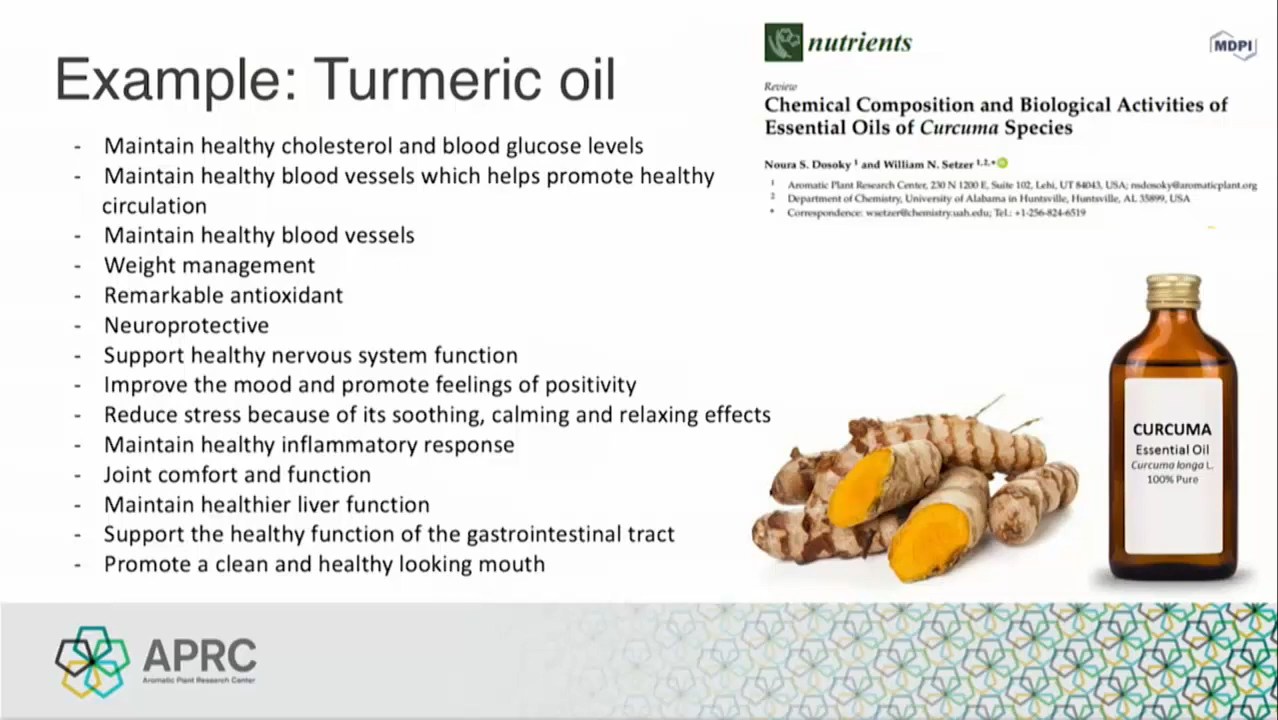 Example: Turmeric oil
- Maintain healthy cholesterol and blood glucose levels
- Maintain healthy blood vessels which helps promote healthy
circulation
- Maintain healthy blood vessels
- Weight management
- Remarkable antioxidant
- Neuroprotective
- Support healthy nervous system function
- Improve the mood and promote feelings of positivity
- Reduce stress because of its soothing, calming and relaxing effects
- Maintain healthy inflammatory response
- Joint comfort and function
- Maintain healthier liver function
- Support the healthy function of the gastrointestinal tract
- Promote a clean and healthy looking mouth
nutrients
MDPI
Review
Chemical Composition and Biological Activities of
Essential Oils of Curcuma Species
Noura S. Dosoky 1 and William N. Setzer 1,2,*
1 Aromatic Plant Research Center, 230 N 1200 E, Suite 102, Lehi, UT 84043, USA; nsdosoky@aromaticplant.org
2 Department of Chemistry, University of Alabama in Huntsville, Huntsville, AL 35899, USA
* Correspondence: wsetzer@chemistry.uah.edu; Tel.: +1-256-824-6519
CURCUMA
Essential Oil
Curcuma longa L.
100% Pure
APRC
Aromatic Plant Research Center